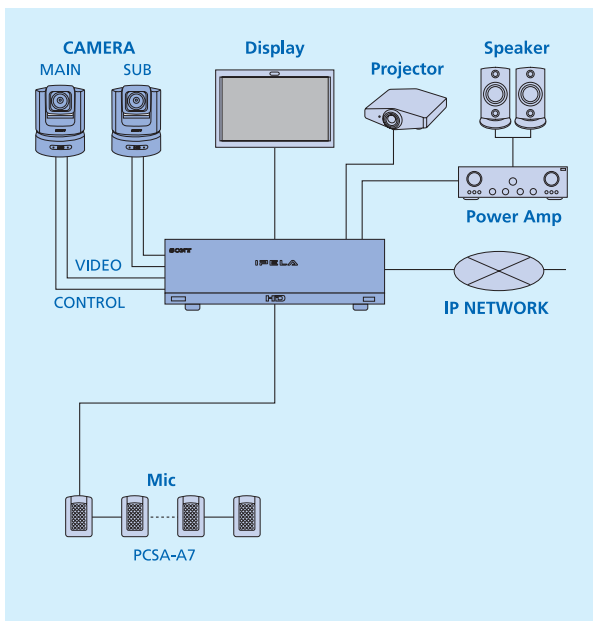 CAMERA
MAIN
SUB
Display
Projector
Speaker
Power Amp
SONY
IPELA
HD
VIDEO
CONTROL
IP NETWORK
Mic
PCSA-A7